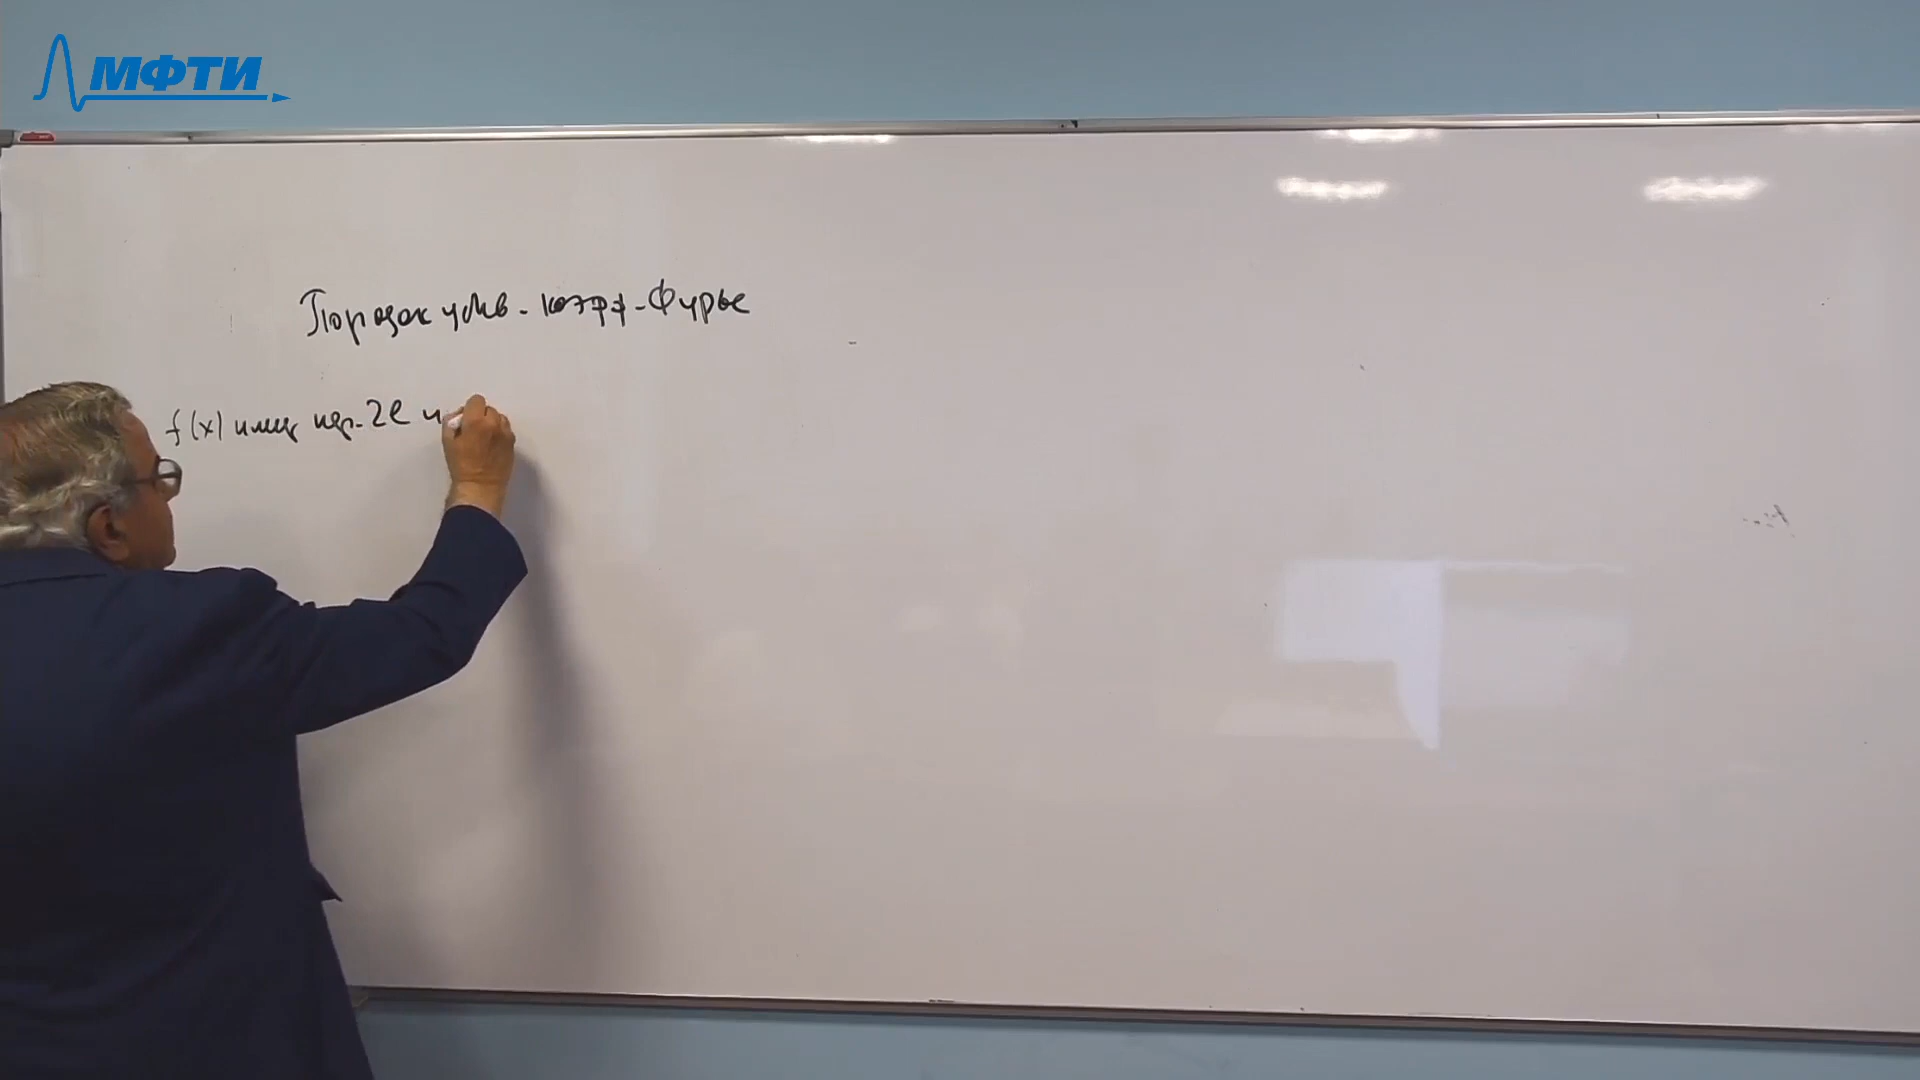 МФТИ
Порядок убыв. коэфф. Фурье
f(x) имеет пер. 2l и